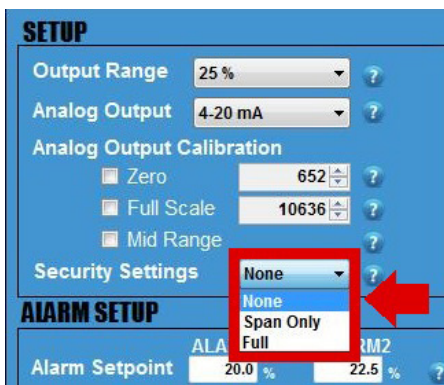 SETUP
Output Range 25 % ?
Analog Output 4-20 mA ?
Analog Output Calibration
Zero 652 ?
Full Scale 10636 ?
Mid Range ?
Security Settings None ?
None
Span Only
Full
ALARM SETUP
ALA RM2
Alarm Setpoint 20.0 % 22.5 % ?